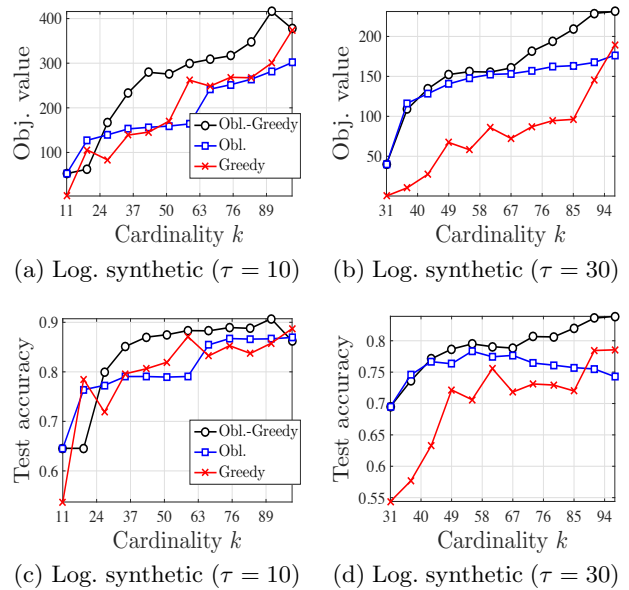 400
300
200
100
Obj. value
Obl.-Greedy
Obl.
Greedy
11 24 37 50 63 76 89
Cardinality k
(a) Log. synthetic (τ = 10)
200
150
100
50
Obj. value
31 40 49 58 67 76 85 94
Cardinality k
(b) Log. synthetic (τ = 30)
0.9
0.8
0.7
0.6
Test accuracy
Obl.-Greedy
Obl.
Greedy
11 24 37 50 63 76 89
Cardinality k
(c) Log. synthetic (τ = 10)
0.8
0.75
0.7
0.65
0.6
0.55
Test accuracy
31 40 49 58 67 76 85 94
Cardinality k
(d) Log. synthetic (τ = 30)